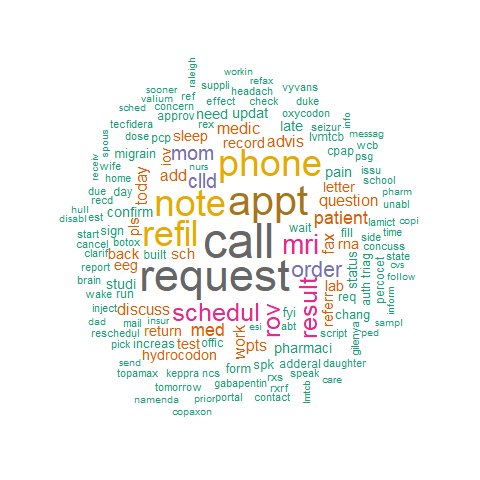 workin
raleigh
sooner suppli refax vyvans
valium ref headach
sched concern effect check duke
tecfidera approv need updat oxycodon info
dose rex medic late seizur messag
spous migrain pcp sleep record advis lvmtcb wcb
receiv wife iov mom phone cpap psg
home nurs pain issu
due day today add clld letter school pharm
recd note appt question unabl
hull confirm patient lamict copi
disabl est sign pls refil call wait fill side time
start botox mri fax rna concuss
cancel back built sch status triag state
clarif eeg request order cvs
report studi lab auth percocet follow
brain referr req inform
wake run discuss schedul rov result chang sampl
dad mail insur fyi script ped
reschedul return med esi abt gilenya
pick increas test offic work pts pharmaci
hydrocodon form spk adderal daughter
send topamax keppra ncs rxs speak care
tomorrow gabapentin rxrf lmtcb
namenda prior portal contact
copaxon